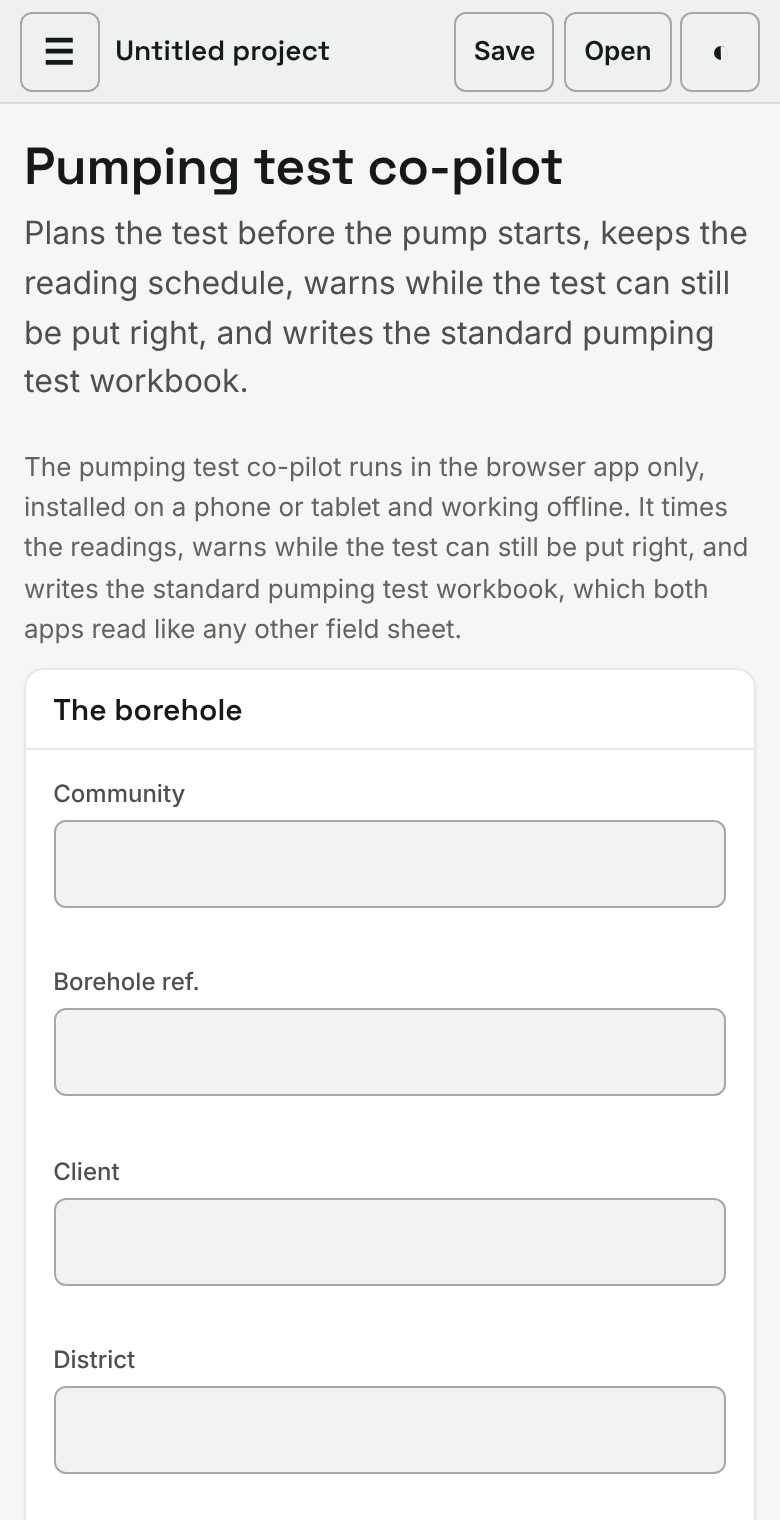 ☰ Untitled project Save Open
Pumping test co-pilot
Plans the test before the pump starts, keeps the
reading schedule, warns while the test can still
be put right, and writes the standard pumping
test workbook.
The pumping test co-pilot runs in the browser app only,
installed on a phone or tablet and working offline. It times
the readings, warns while the test can still be put right, and
writes the standard pumping test workbook, which both
apps read like any other field sheet.
The borehole
Community
Borehole ref.
Client
District